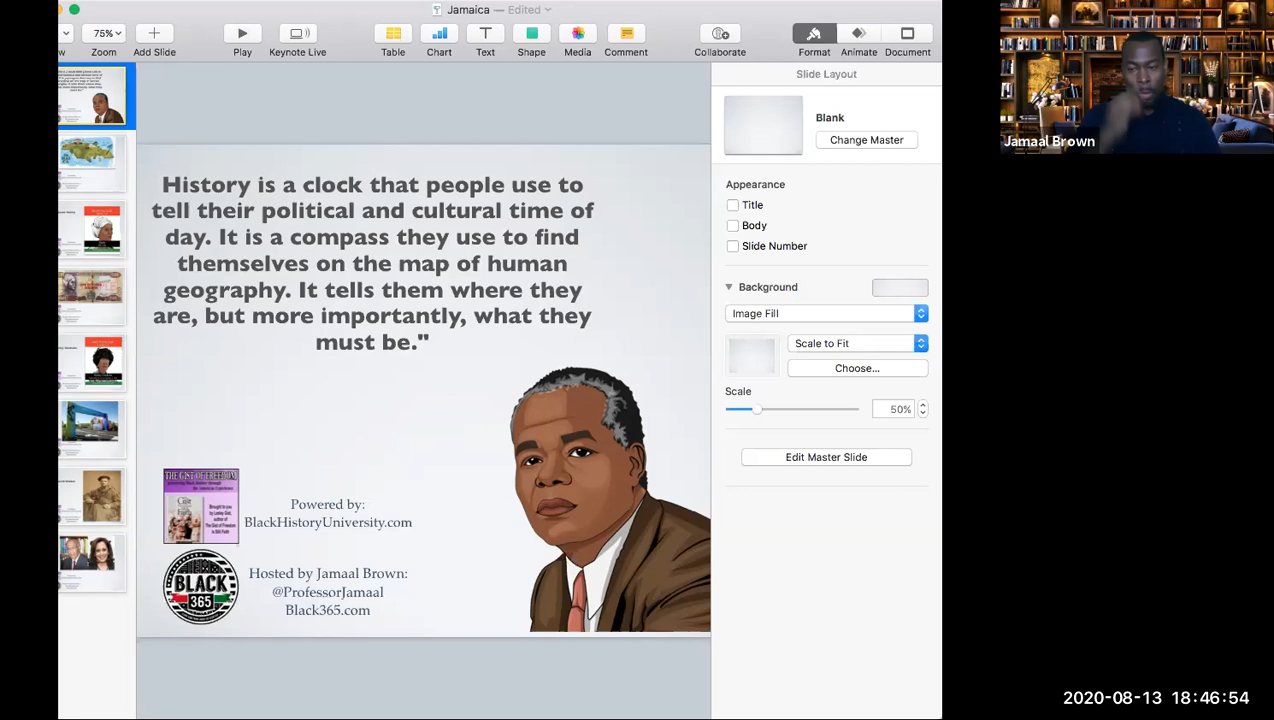 Jamaica — Edited
75%
Zoom
Add Slide
Play
Keynote Live
Table
Chart
Text
Shape
Media
Comment
Collaborate
Format
Animate
Document
History is a clock that people use to
tell their political and cultural time of
day. It is a compass they use to find
themselves on the map of human
geography. It tells them where they
are, but more importantly, what they
must be."
THE GIST OF FREEDOM
Powered by:
BlackHistoryUniversity.com
BLACK
365
Hosted by Jamaal Brown:
@ProfessorJamaal
Black365.com
Slide Layout
Blank
Change Master
Appearance
Title
Body
Slide Number
Background
Image Fill
Scale to Fit
Choose...
Scale
50%
Edit Master Slide
Jamaal Brown
2020-08-13 18:46:54